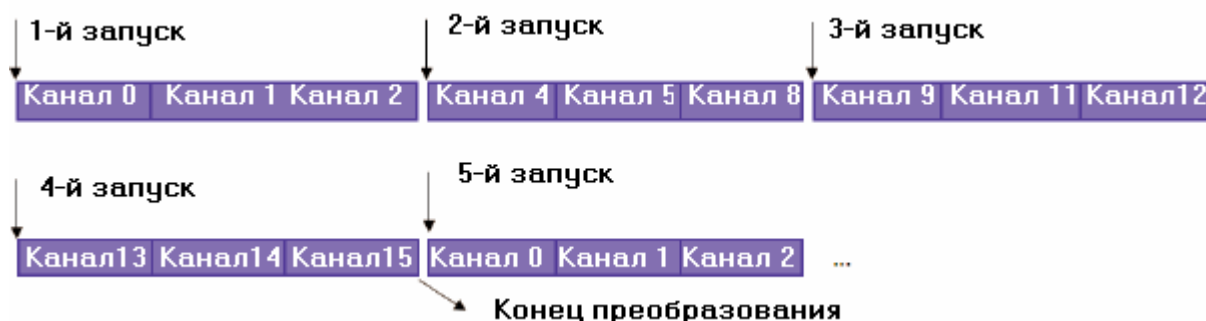 1-й запуск 2-й запуск 3-й запуск
Канал 0 Канал 1 Канал 2 Канал 4 Канал 5 Канал 8 Канал 9 Канал 11 Канал12
4-й запуск 5-й запуск
Канал13 Канал14 Канал15 Канал 0 Канал 1 Канал 2 ...
Конец преобразования